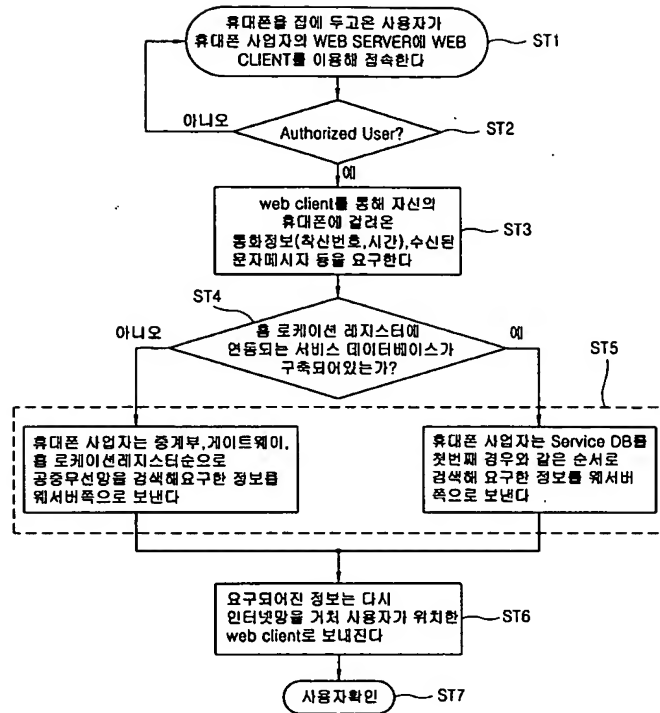 휴대폰을 집에 두고온 사용자가
휴대폰 사업자의 WEB SERVER에 WEB
CLIENT를 이용해 접속한다
ST1
아니오
Authorized User?
ST2
예
web client를 통해 자신의
휴대폰에 걸려온
통화정보(착신번호,시간),수신된
문자메시지 등을 요구한다
ST3
ST4
아니오
홈 로케이션 레지스터에
연동되는 서비스 데이터베이스가
구축되어있는가?
예
ST5
휴대폰 사업자는 중계부,게이트웨이,
홈 로케이션레지스터순으로
공중무선망을 검색해요구한 정보를
웨서버쪽으로 보낸다
휴대폰 사업자는 Service DB를
첫번째 경우와 같은 순서로
검색해 요구한 정보를 웨서버
쪽으로 보낸다
요구되어진 정보는 다시
인터넷망을 거처 사용자가 위치한
web client로 보내진다
ST6
사용자확인
ST7